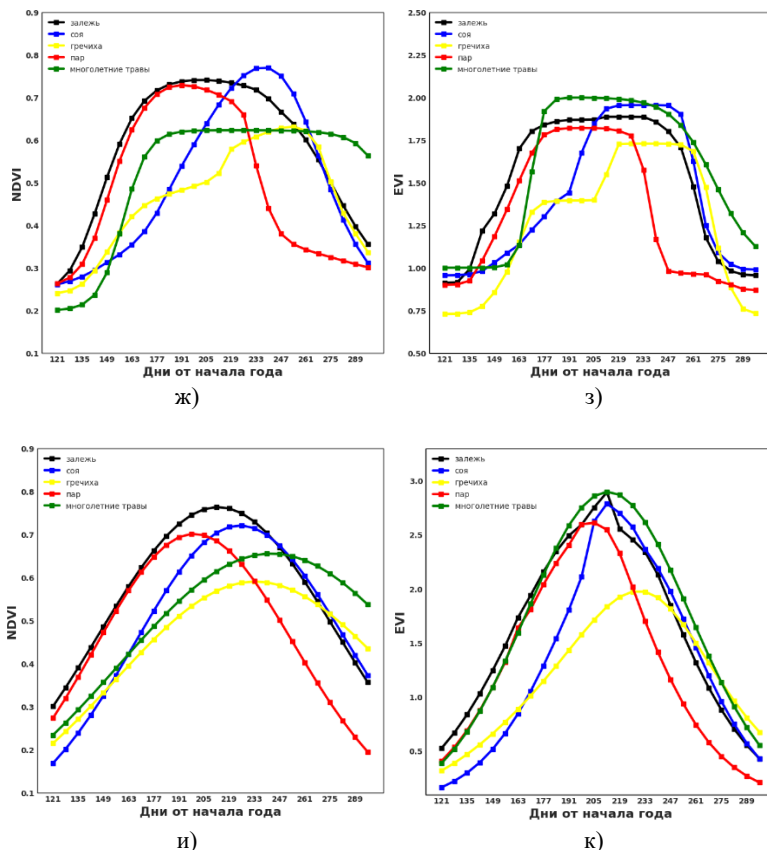 0.9
0.8
0.7
0.6
0.5
0.4
0.3
0.2
0.1
NDVI
залежь
соя
гречиха
пар
многолетние травы
121 135 149 163 177 191 205 219 233 247 261 275 289
Дни от начала года
ж)
2.00
1.75
1.50
1.25
1.00
0.75
0.50
2.25
2.50
EVI
залежь
соя
гречиха
пар
многолетние травы
121 135 149 163 177 191 205 219 233 247 261 275 289
Дни от начала года
з)
0.9
0.8
0.7
0.6
0.5
0.4
0.3
0.2
0.1
NDVI
залежь
соя
гречиха
пар
многолетние травы
121 135 149 163 177 191 205 219 233 247 261 275 289
Дни от начала года
и)
3.0
2.5
2.0
1.5
1.0
0.5
EVI
залежь
соя
гречиха
пар
многолетние травы
121 135 149 163 177 191 205 219 233 247 261 275 289
Дни от начала года
к)